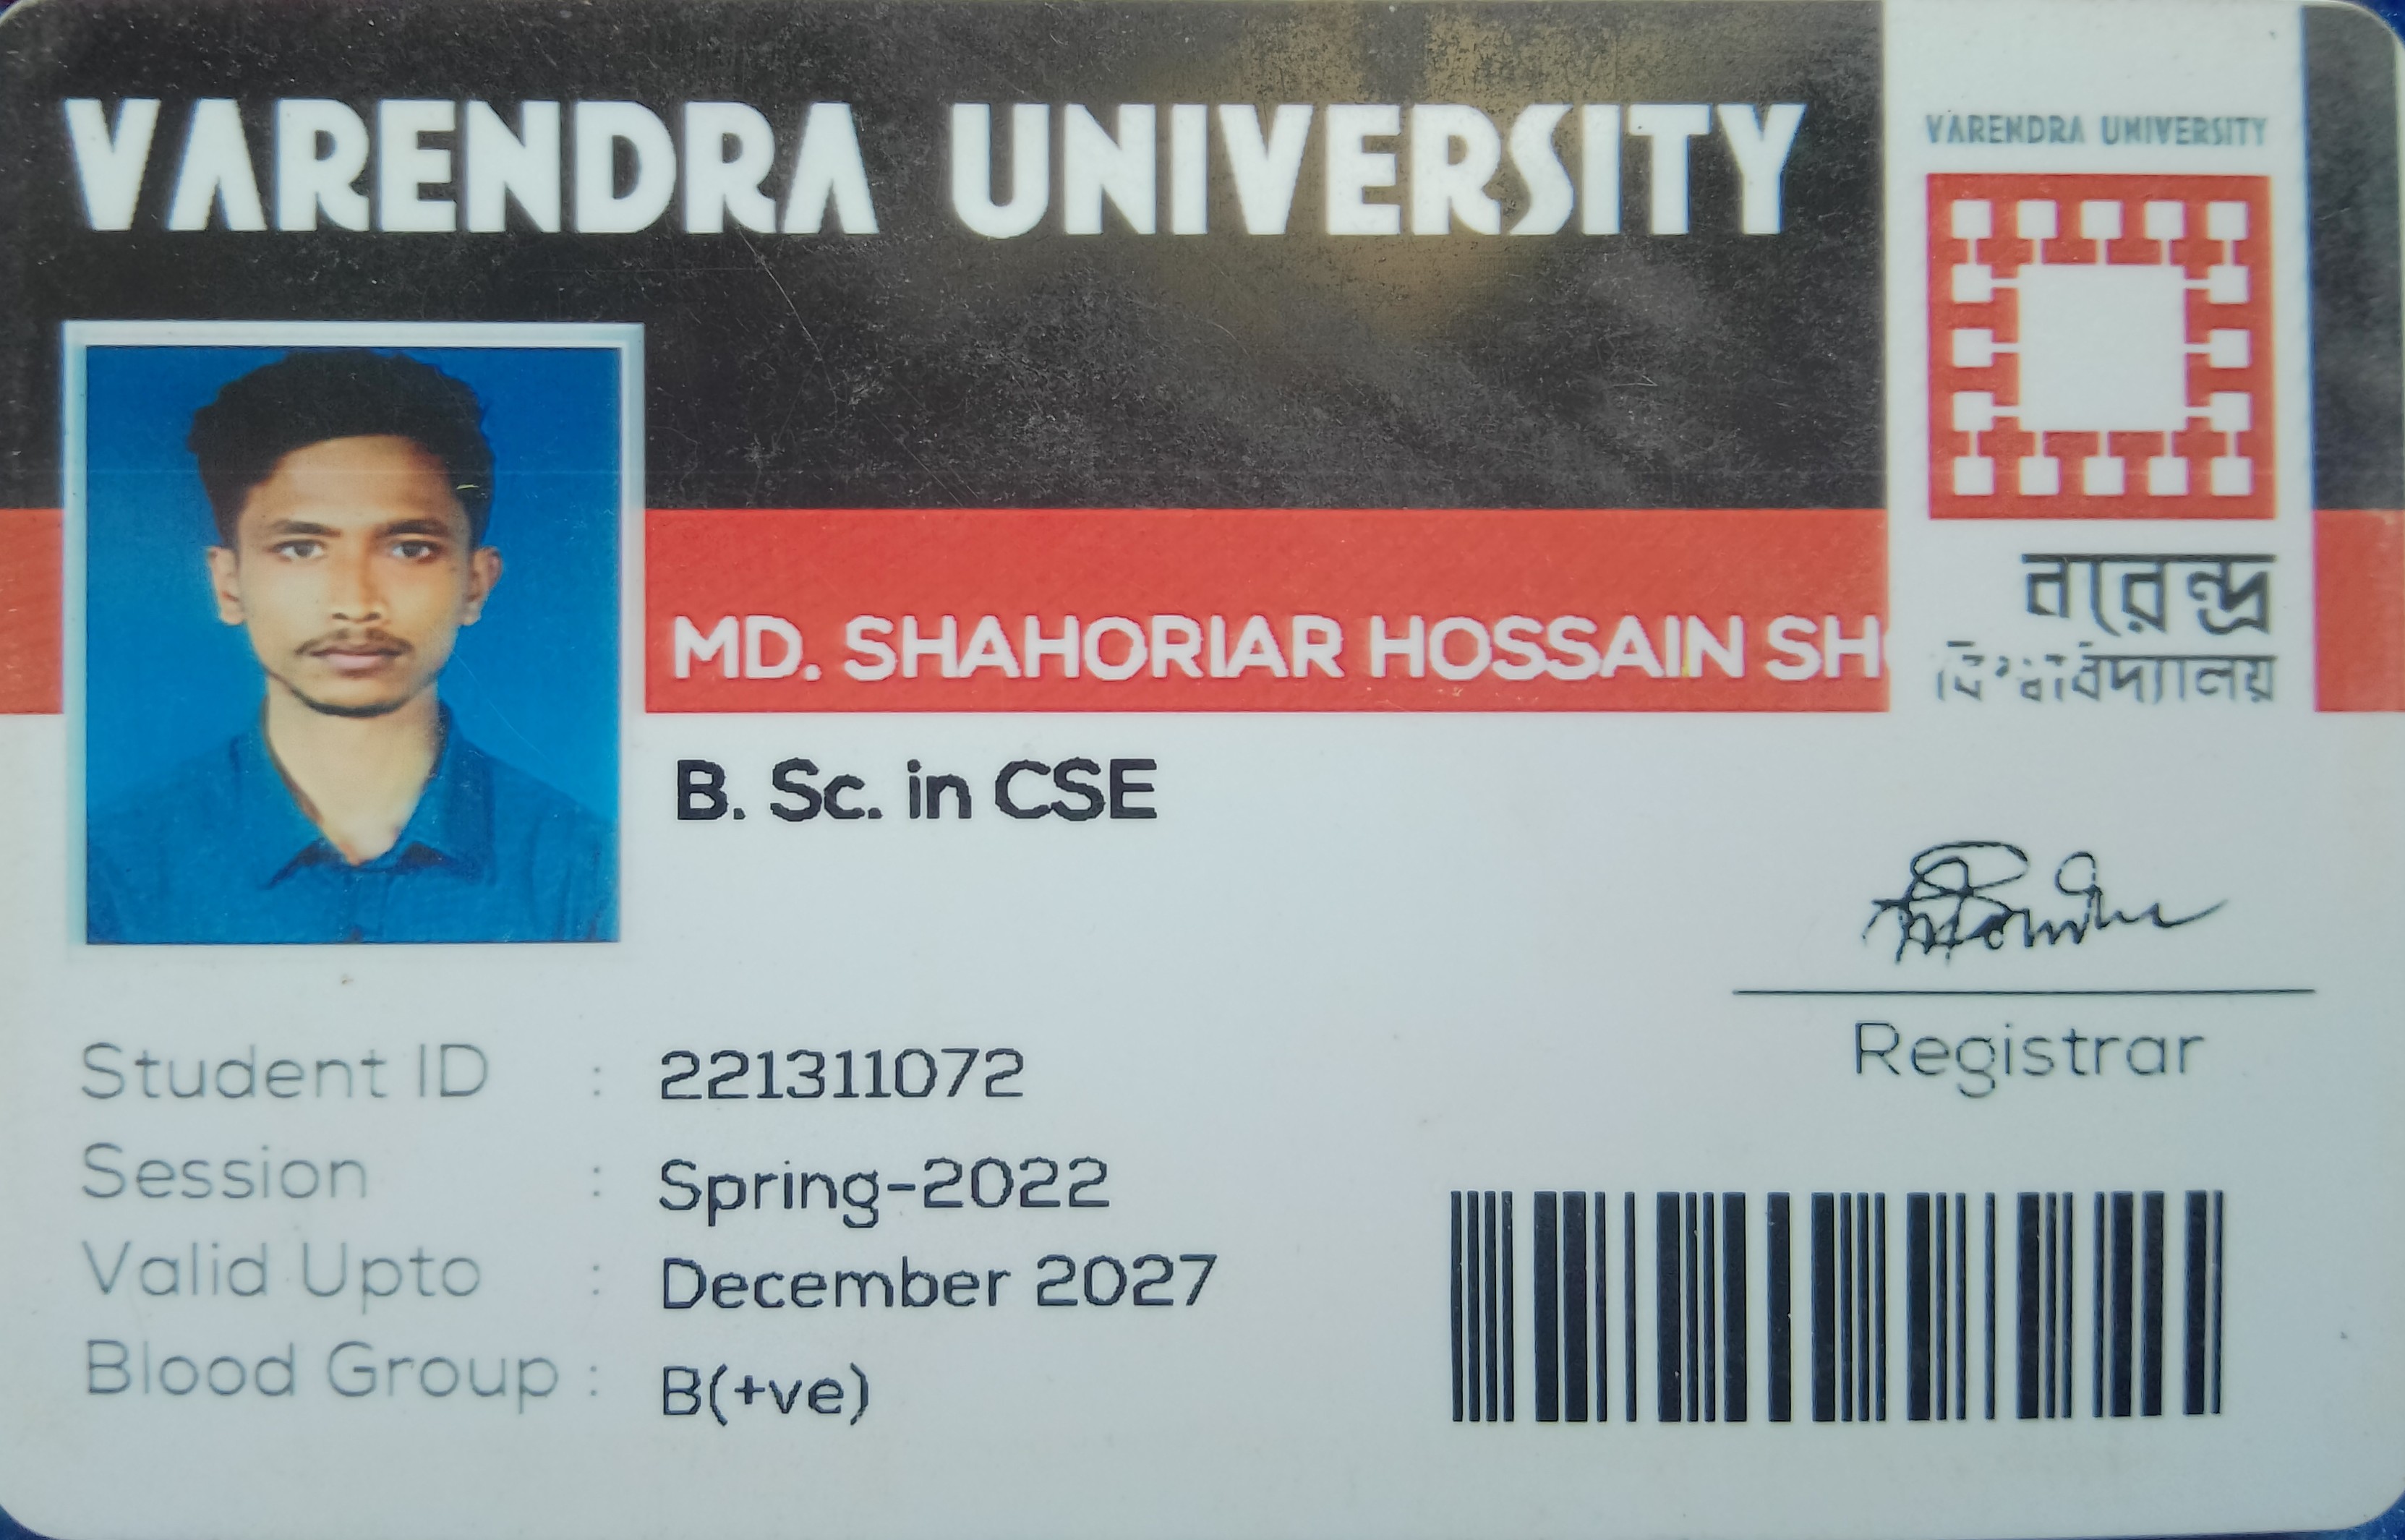 VARENDRA UNIVERSITY
VARENDRA UNIVERSITY
বরেন্দ্র
বিশ্ববিদ্যালয়
MD. SHAHORIAR HOSSAIN SH
B. Sc. in CSE
Registrar
Student ID : 221311072
Session : Spring-2022
Valid Upto : December 2027
Blood Group : B(+ve)